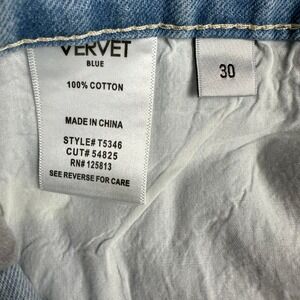 VERVET
BLUE
100% COTTON
MADE IN CHINA
STYLE# T5346
CUT# 54825
RN# 125813
SEE REVERSE FOR CARE
30